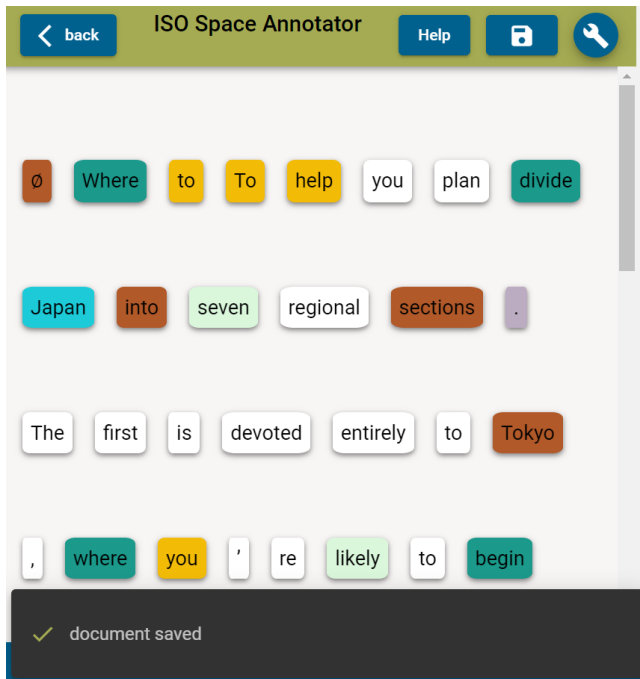 back ISO Space Annotator Help
Ø Where to To help you plan divide
Japan into seven regional sections .
The first is devoted entirely to Tokyo
, where you ’ re likely to begin
document saved